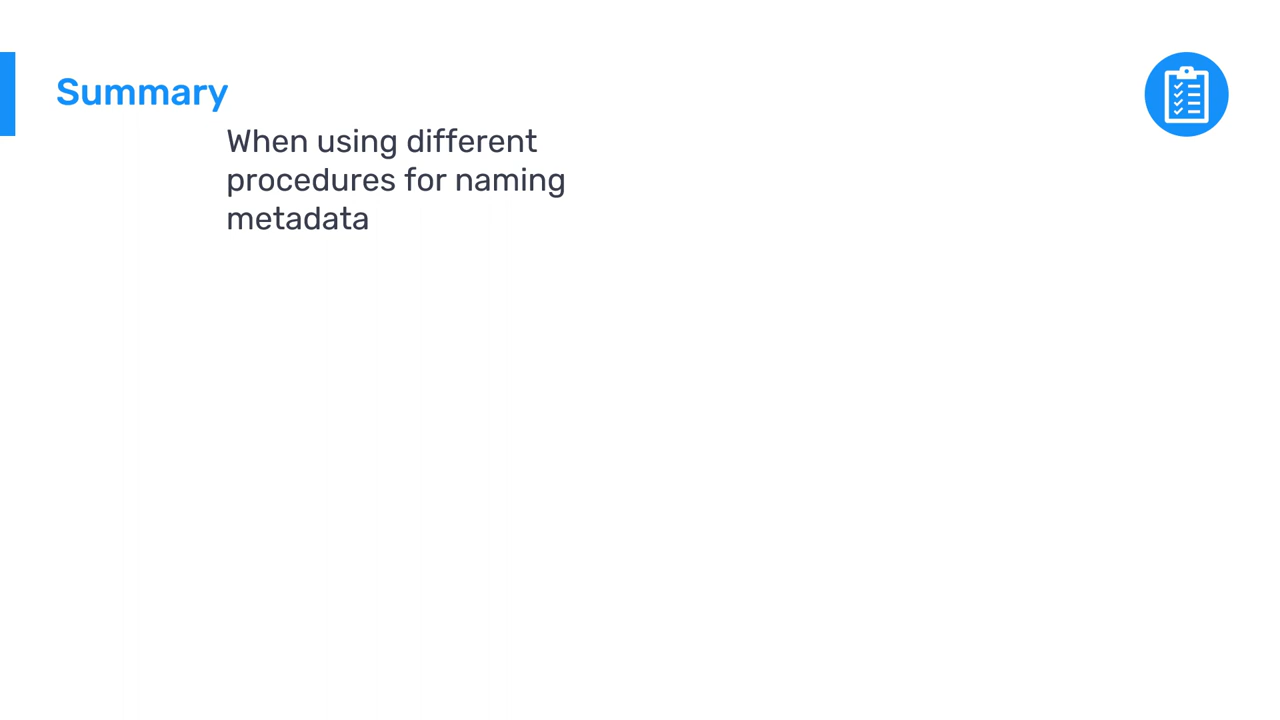 Summary
When using different
procedures for naming
metadata